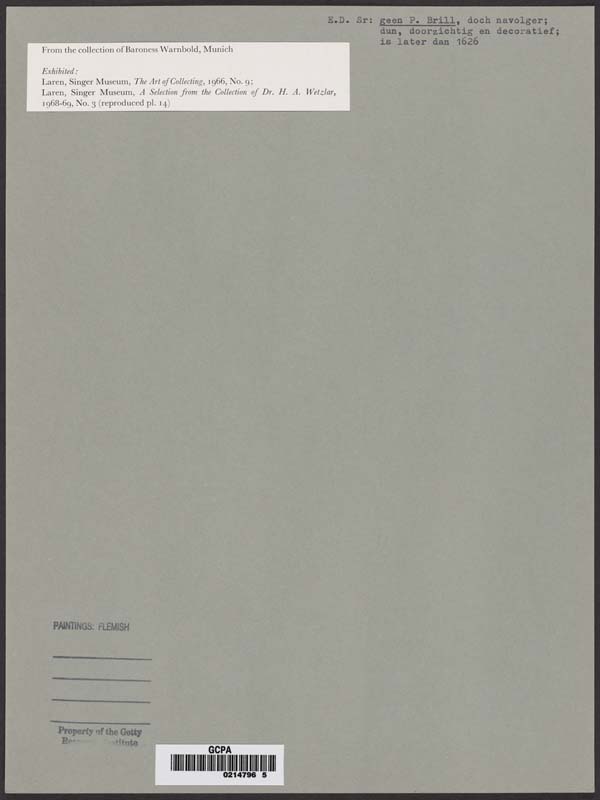 E.D. Sr: geen P. Brill, doch navolger;
dun, doorzichtig en decoratief;
is later dan 1626
From the collection of Baroness Warnbold, Munich
Exhibited:
Laren, Singer Museum, The Art of Collecting, 1966, No. 9;
Laren, Singer Museum, A Selection from the Collection of Dr. H. A. Wetzlar,
1968-69, No. 3 (reproduced pl. 14)
PAINTINGS: FLEMISH
Property of the Getty
GCPA
0214796 5